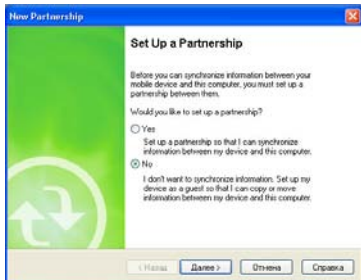 New Partnership
Set Up a Partnership
Before you can synchronize information between your
mobile device and this computer, you must set up a
partnership between them.
Would you like to set up a partnership?
Yes
Set up a partnership so that I can synchronize
information between my device and this computer.
No
I don't want to synchronize information. Set up my
device as a guest so that I can copy or move
information between my device and this computer.
< Назад Далее > Отмена Справка